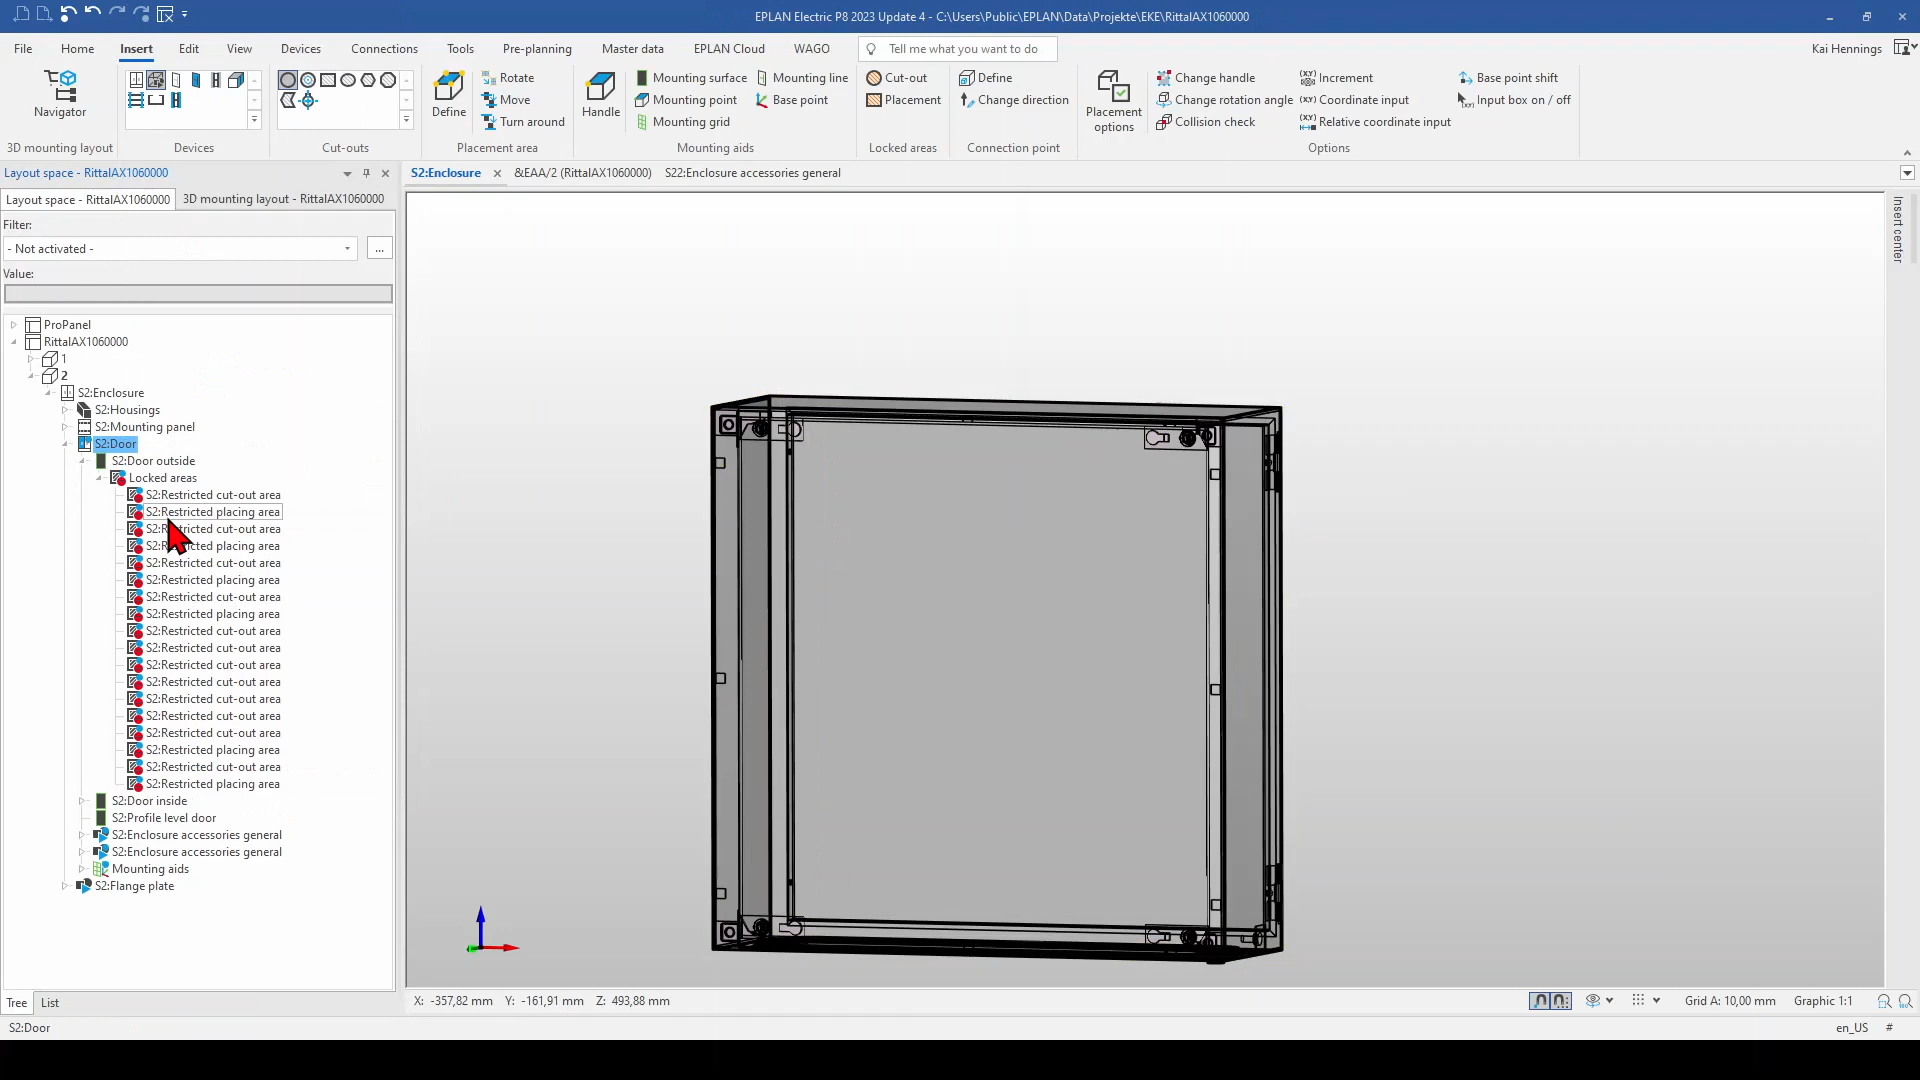 EPLAN Electric P8 2023 Update 4 - C:\Users\Public\EPLAN\Data\Projekte\EKE\RittalAX1060000
File Home Insert Edit View Devices Connections Tools Pre-planning Master data EPLAN Cloud WAGO Tell me what you want to do Kai Hennings
Navigator
3D mounting layout
Devices
Cut-outs
Define
Rotate
Move
Turn around
Placement area
Handle
Mounting surface
Mounting point
Mounting grid
Mounting line
Base point
Mounting aids
Cut-out
Placement
Locked areas
Define
Change direction
Connection point
Placement
options
Change handle
Change rotation angle
Collision check
Increment
Coordinate input
Relative coordinate input
Base point shift
Input box on / off
Options
Layout space - RittalAX1060000
Layout space - RittalAX1060000 3D mounting layout - RittalAX1060000
Filter:
- Not activated -
...
Value:
ProPanel
RittalAX1060000
1
2
S2:Enclosure
S2:Housings
S2:Mounting panel
S2:Door
S2:Door outside
Locked areas
S2:Restricted cut-out area
S2:Restricted placing area
S2:Restricted cut-out area
S2:Restricted placing area
S2:Restricted cut-out area
S2:Restricted placing area
S2:Restricted cut-out area
S2:Restricted placing area
S2:Restricted cut-out area
S2:Restricted cut-out area
S2:Restricted cut-out area
S2:Restricted cut-out area
S2:Restricted cut-out area
S2:Restricted cut-out area
S2:Restricted cut-out area
S2:Restricted placing area
S2:Restricted cut-out area
S2:Restricted placing area
S2:Door inside
S2:Profile level door
S2:Enclosure accessories general
S2:Enclosure accessories general
Mounting aids
S2:Flange plate
Tree List
S2:Door
S2:Enclosure &EAA/2 (RittalAX1060000) S22:Enclosure accessories general
Insert center
X: -357,82 mm Y: -161,91 mm Z: 493,88 mm
Grid A: 10,00 mm Graphic 1:1
en_US #